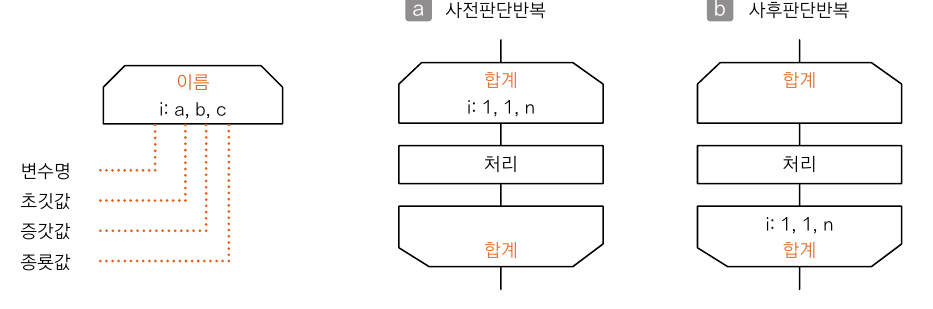 이름
i: a, b, c
변수명
초깃값
증갓값
종룟값
a 사전판단반복
합계
i: 1, 1, n
처리
합계
b 사후판단반복
합계
처리
i: 1, 1, n
합계